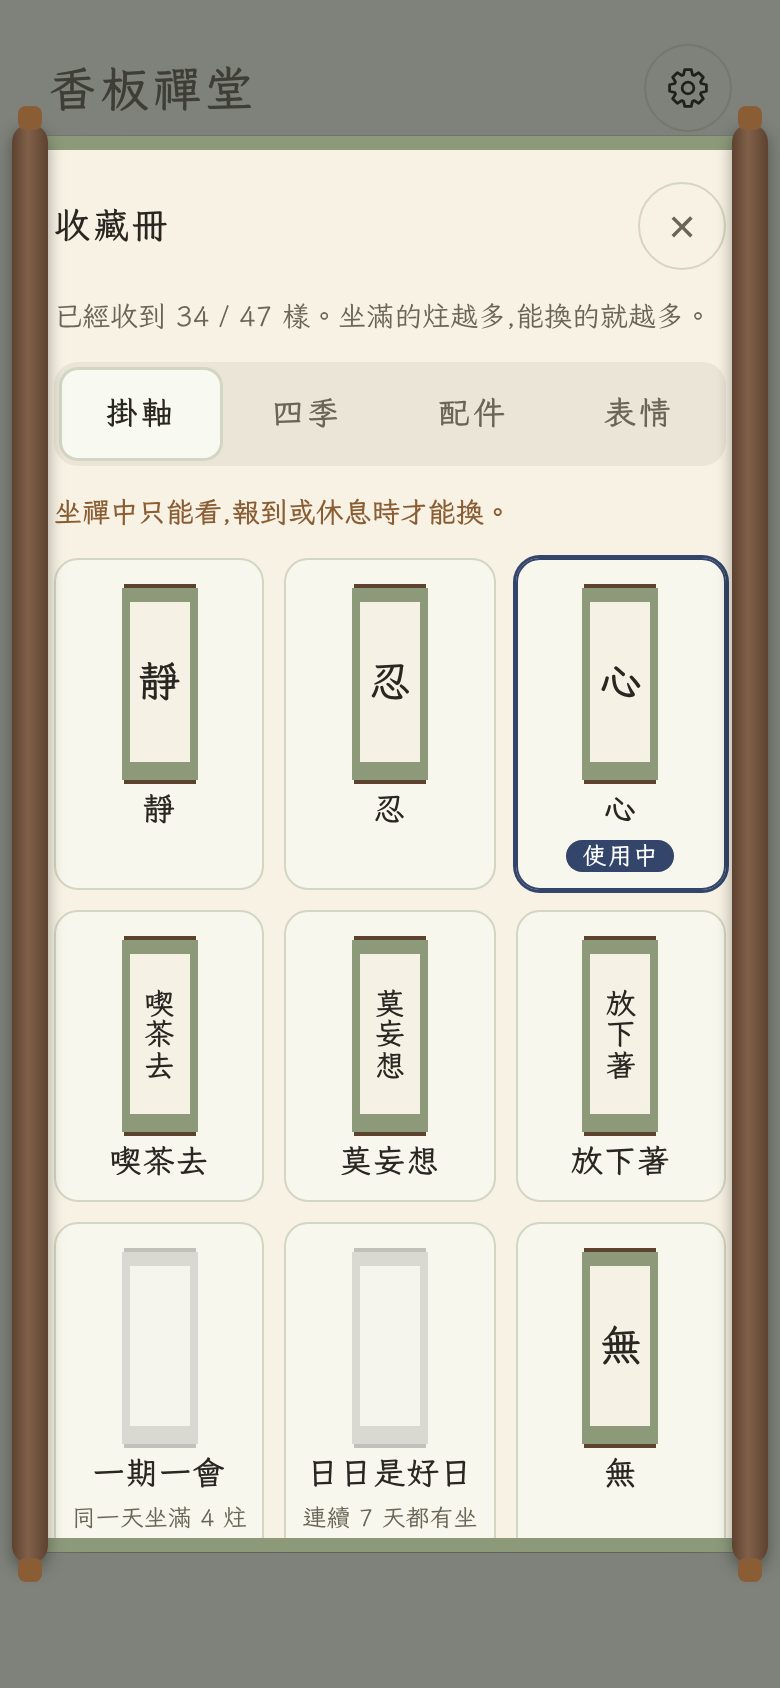 香板禪堂
收藏冊
已經收到 34 / 47 樣。坐滿的炷越多,能換的就越多。
掛軸 四季 配件 表情
坐禪中只能看,報到或休息時才能換。
靜 忍 心
靜 忍 心
使用中
喫茶去 莫妄想 放下著
喫茶去 莫妄想 放下著
無
一期一會 日日是好日 無
同一天坐滿 4 炷 連續 7 天都有坐